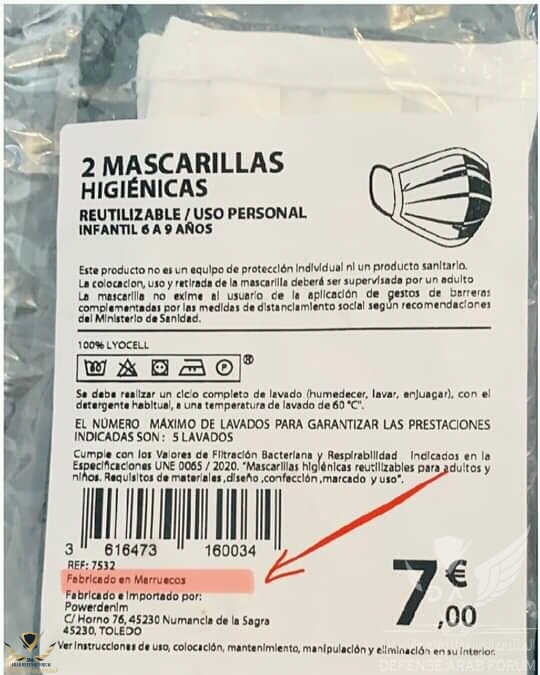 2 MASCARILLAS
HIGIÉNICAS
REUTILIZABLE / USO PERSONAL
INFANTIL 6 A 9 AÑOS
Este producto no es un equipo de protección individual ni un producto sanitario.
La colocacion, uso y retirada de la mascarilla deberá ser supervisada por un adulto
La mascarilla no exime al usuario de la aplicación de gestos de barreras
complementadas por las medidas de distanciamiento social según recomendaciones
del Ministerio de Sanidad.
100% LYOCELL
Se debe realizar un ciclo completo de lavado (humedecer, lavar, enjuagar), con el
detergente habitual, a una temperatura de lavado de 60 °C".
EL NÚMERO MÁXIMO DE LAVADOS PARA GARANTIZAR LAS PRESTACIONES
INDICADAS SON : 5 LAVADOS
Cumple con los Valores de Filtración Bacteriana y Respirabilidad Indicados en la
Especificaciones UNE 0065 / 2020. "Mascarillas higiénicas reutilizables para adultos y
niños. Requisitos de materiales ,diseño ,confección ,marcado y uso".
3 616473 160034
REF: 7532
Fabricado en Marruecos
Fabricado e importado por:
Powerdenim
C/ Horno 76, 45230 Numancia de la Sagra
45230, TOLEDO
7€,00
Ver instrucciones de uso, colocación, mantenimiento, manipulación y eliminación en su interior.
DEFENSE ARAB FORUM
ARAB DEFENSE FORUM